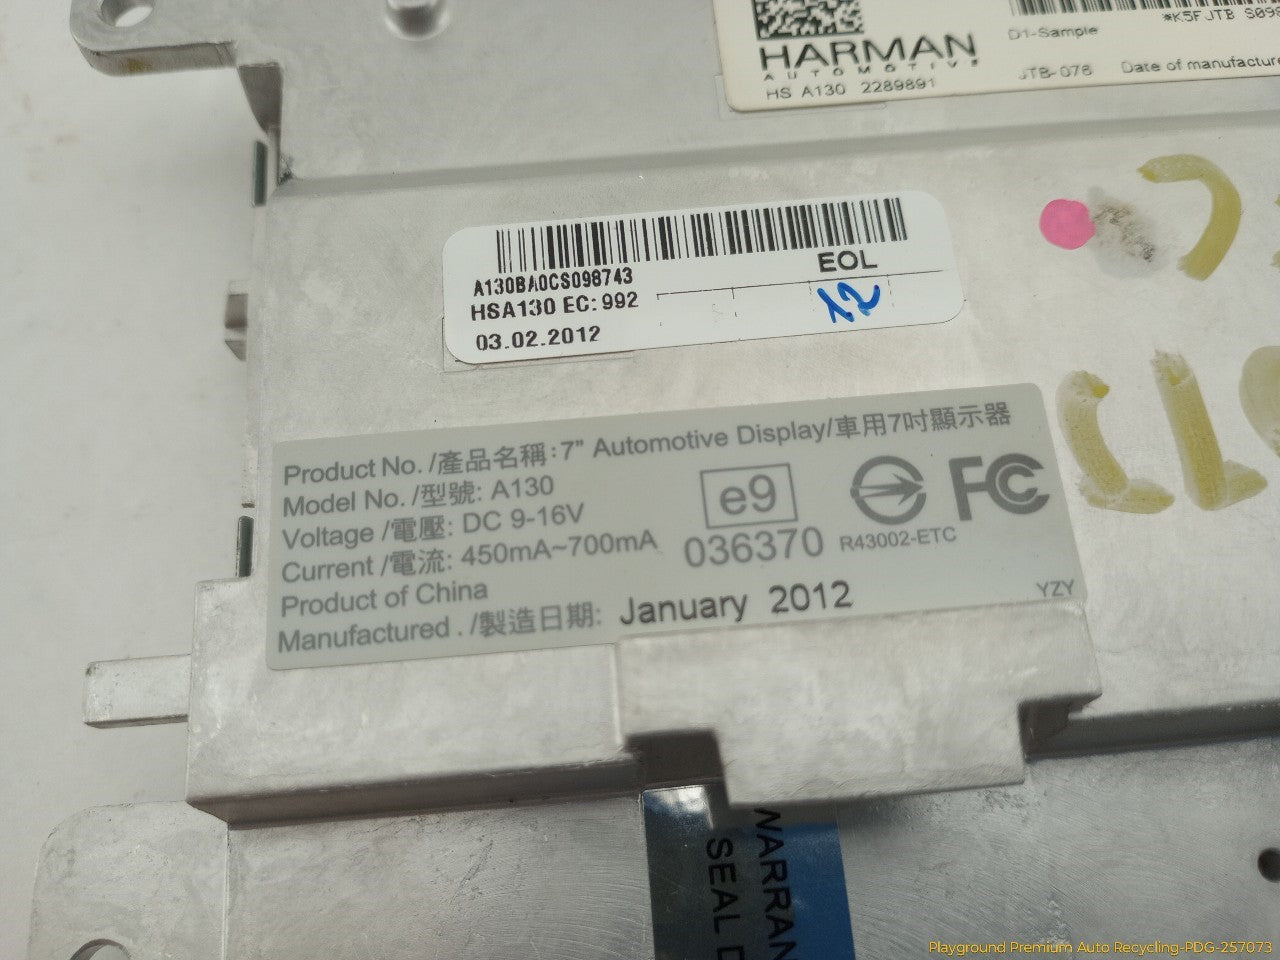 *K5FJTB S098
D1-Sample
HARMAN
AUTOMOTIVE
JTB-076 Date of manufacture
HS A130 2289891
A130BA0CS098743
EOL
HSA130 EC: 992
12
03.02.2012
Product No. /產品名稱: 7" Automotive Display/車用7吋顯示器
Model No. /型號: A130
Voltage /電壓: DC 9-16V
Current /電流: 450mA~700mA
Product of China
Manufactured . /製造日期: January 2012
e9
036370
FC
R43002-ETC
YZY
WARRAN
SEAL D
Playground Premium Auto Recycling-PDG-257073